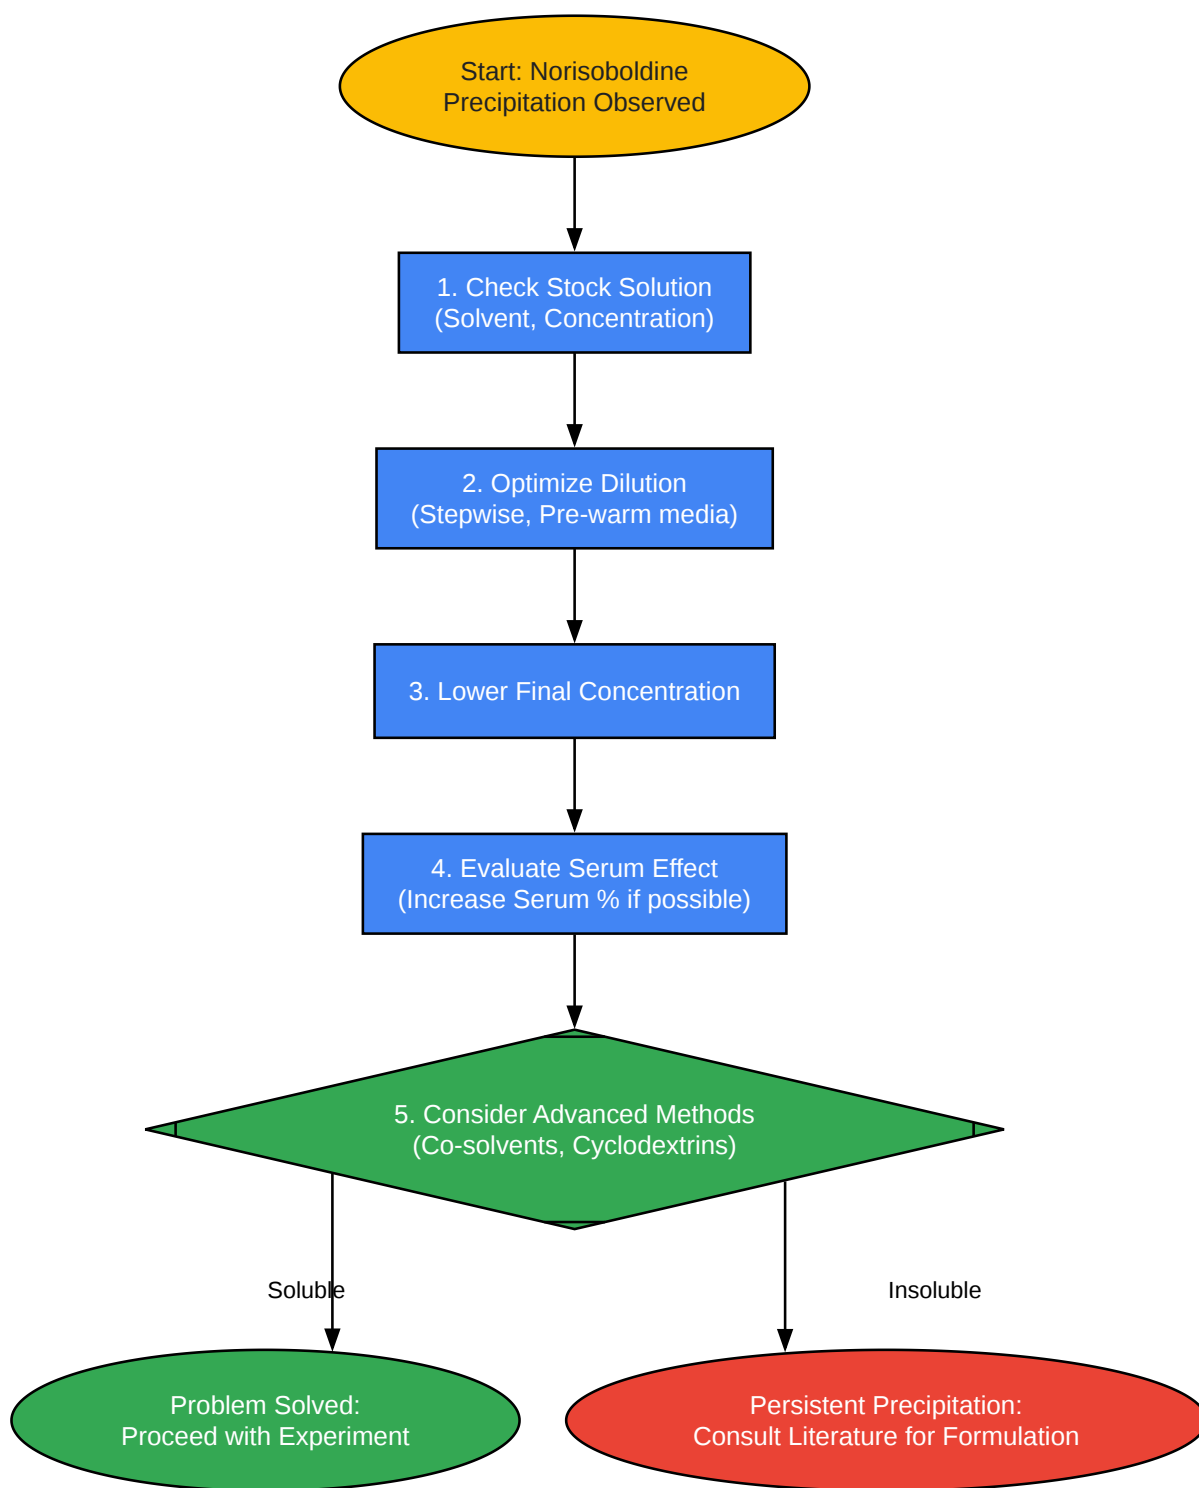 Start: Norisoboldine
Precipitation Observed
1. Check Stock Solution
(Solvent, Concentration)
2. Optimize Dilution
(Stepwise, Pre-warm media)
3. Lower Final Concentration
4. Evaluate Serum Effect
(Increase Serum % if possible)
5. Consider Advanced Methods
(Co-solvents, Cyclodextrins)
Soluble
Insoluble
Problem Solved:
Proceed with Experiment
Persistent Precipitation:
Consult Literature for Formulation